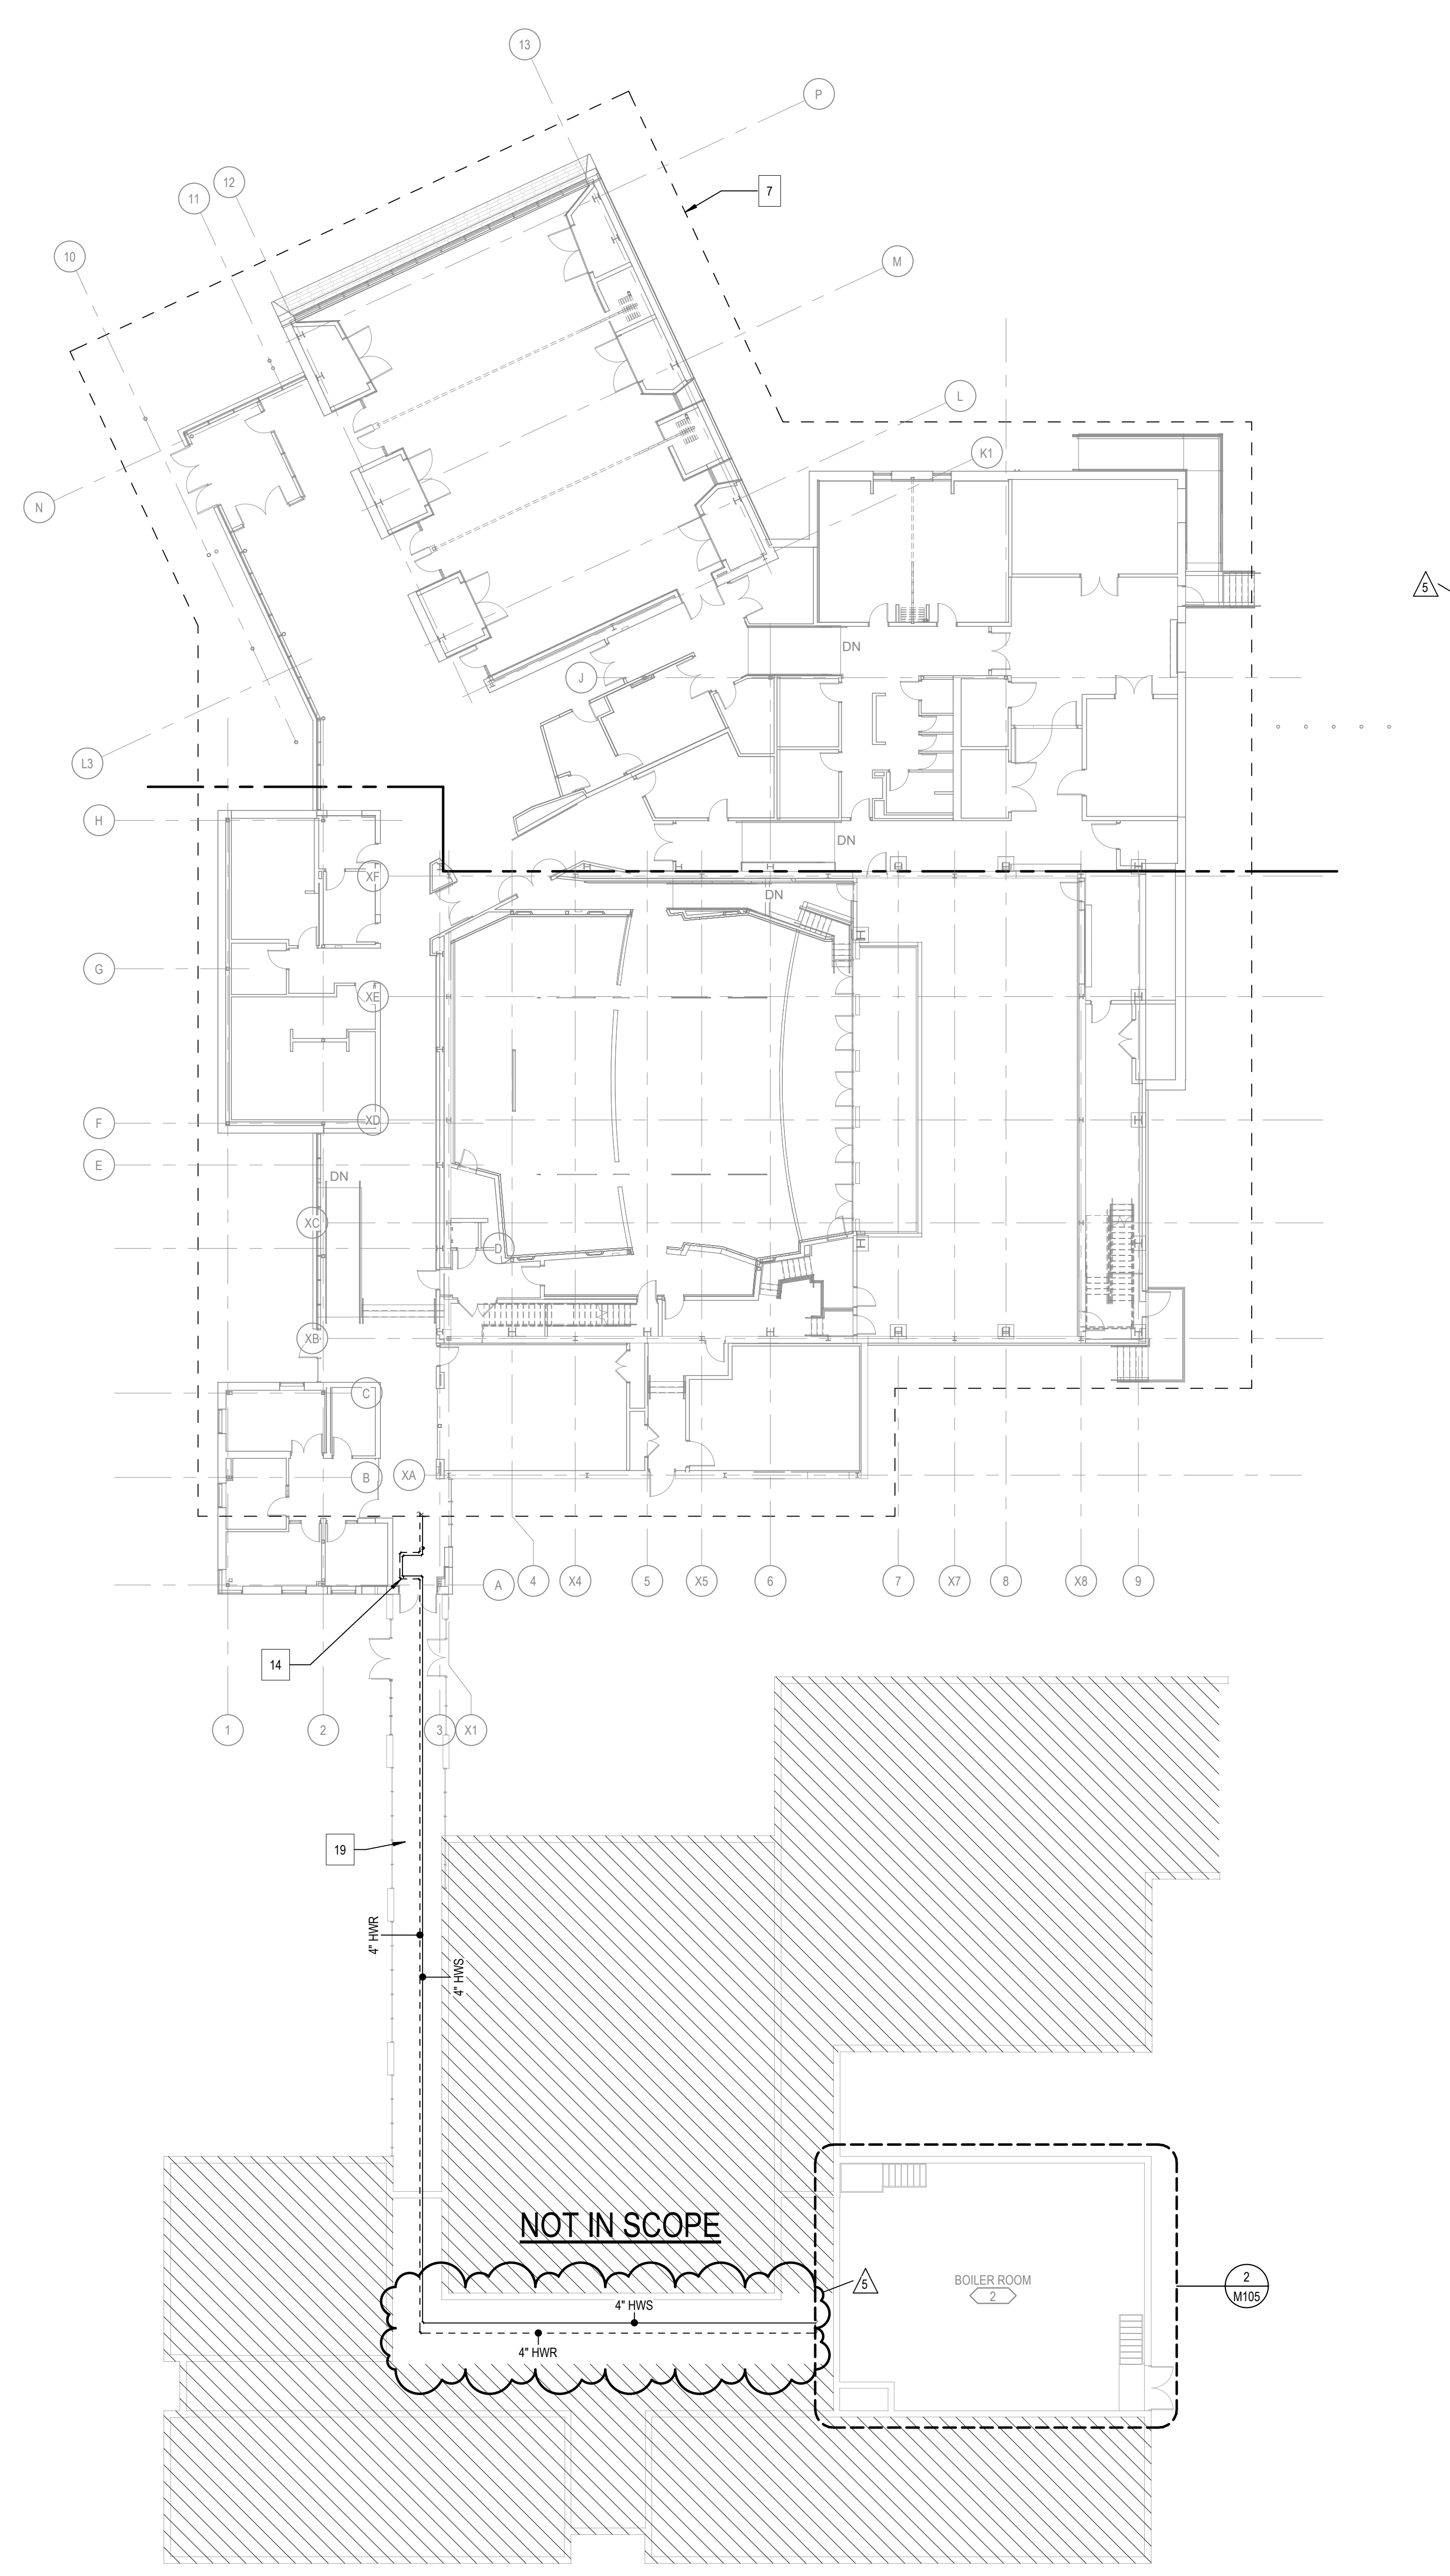 13
P
12
11
7
10
M
L
K1
N
5
DN
J
L3
H
DN
XF
DN
G
XE
F
XD
E
DN
XC
D
XB
C
B
XA
A
4
X4
5
X5
6
7
X7
8
X8
9
14
1
2
3
X1
19
4" HWR
4" HWS
NOT IN SCOPE
5
BOILER ROOM
2
2
M105
4" HWS
4" HWR